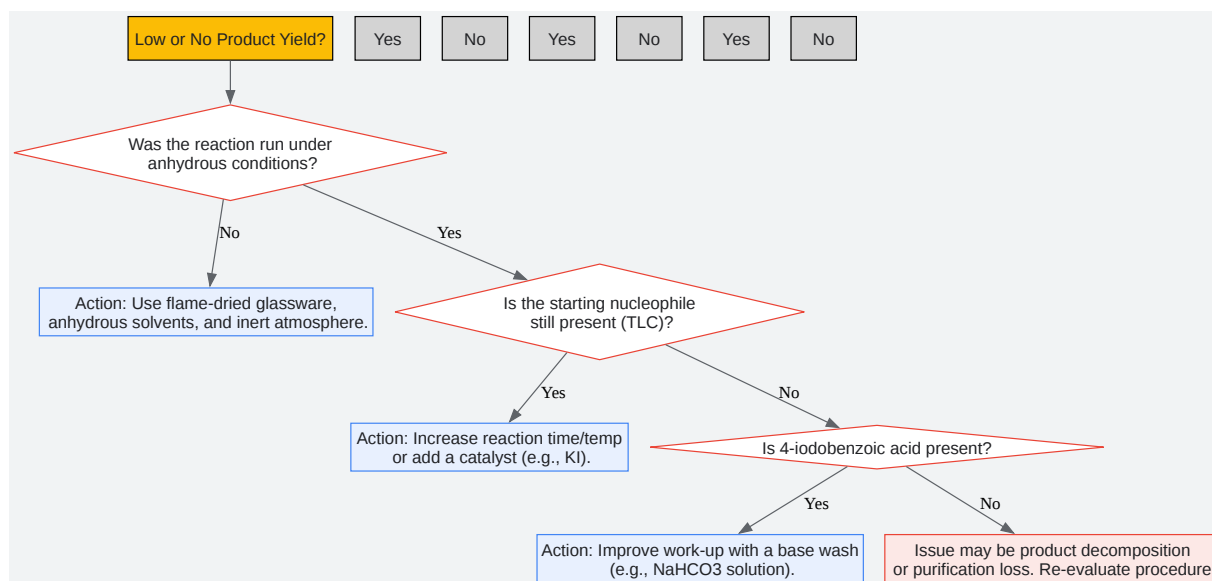 Low or No Product Yield?
Yes
No
Yes
No
Yes
No
Was the reaction run under
anhydrous conditions?
No
Yes
Action: Use flame-dried glassware,
anhydrous solvents, and inert atmosphere.
Is the starting nucleophile
still present (TLC)?
Yes
No
Action: Increase reaction time/temp
or add a catalyst (e.g., KI).
Is 4-iodobenzoic acid present?
Yes
No
Action: Improve work-up with a base wash
(e.g., NaHCO3 solution).
Issue may be product decomposition
or purification loss. Re-evaluate procedure